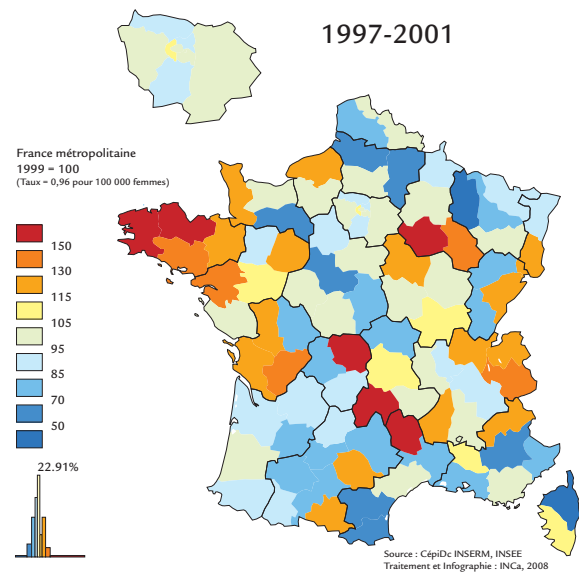 1997-2001
France métropolitaine
1999 = 100
(Taux = 0,96 pour 100 000 femmes)
150
130
115
105
95
85
70
50
22.91%
Source : CépiDc INSERM, INSEE
Traitement et Infographie : INCa, 2008